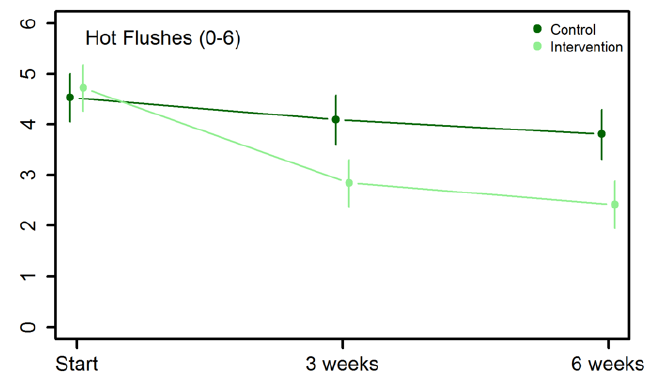 Hot Flushes (0-6)
Control
Intervention
6
5
4
3
2
1
0
Start
3 weeks
6 weeks